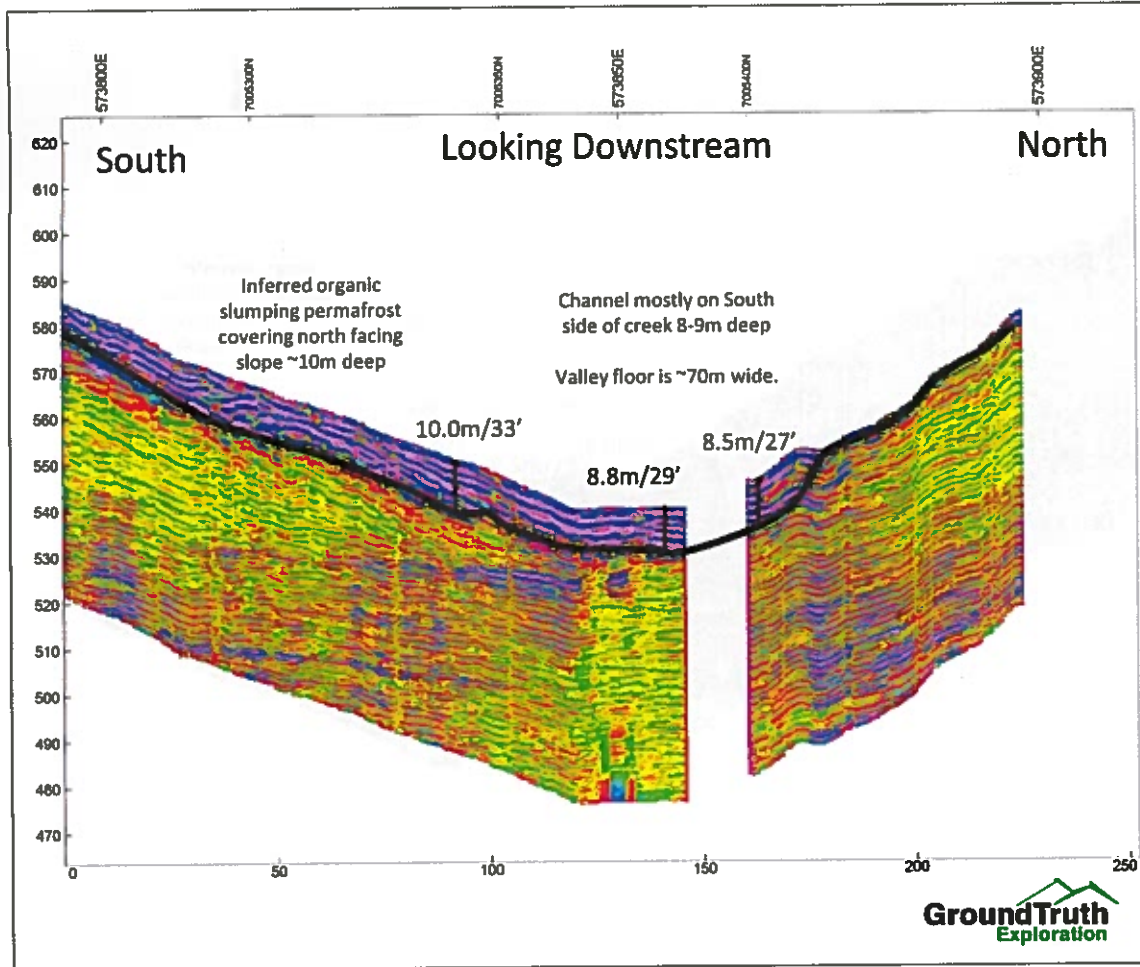 573800E
7005300N
7005350N
573850E
7005400N
573900E
620
610
600
590
580
570
560
550
540
530
520
510
500
490
480
470
South
Looking Downstream
North
Inferred organic
slumping permafrost
covering north facing
slope ~10m deep
Channel mostly on South
side of creek 8-9m deep
Valley floor is ~70m wide.
10.0m/33'
8.8m/29'
8.5m/27'
0
50
100
150
200
250
GroundTruth
Exploration